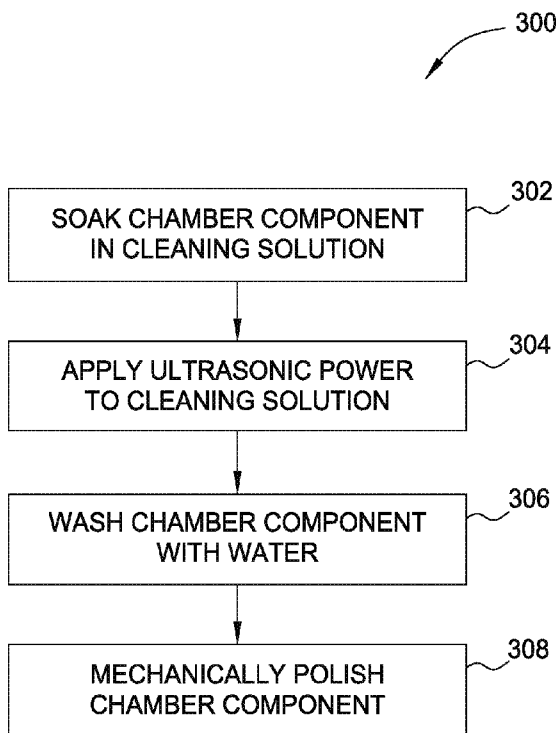 300
302
SOAK CHAMBER COMPONENT
IN CLEANING SOLUTION
304
APPLY ULTRASONIC POWER
TO CLEANING SOLUTION
306
WASH CHAMBER COMPONENT
WITH WATER
308
MECHANICALLY POLISH
CHAMBER COMPONENT